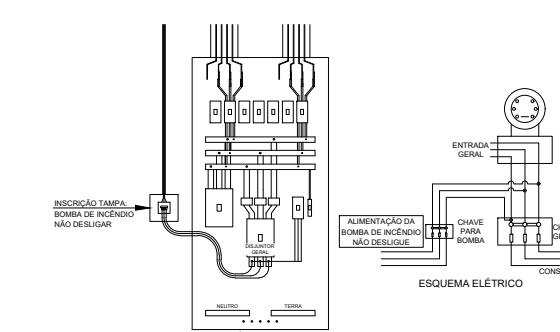 INSCRIÇÃO TAMPA:
BOMBA DE INCÊNDIO
NÃO DESLIGAR
DISJUNTOR
GERAL
NEUTRO
TERRA
ENTRADA
GERAL
ALIMENTAÇÃO DA
BOMBA DE INCÊNDIO
NÃO DESLIGUE
CHAVE
PARA
BOMBA
ESQUEMA ELÉTRICO